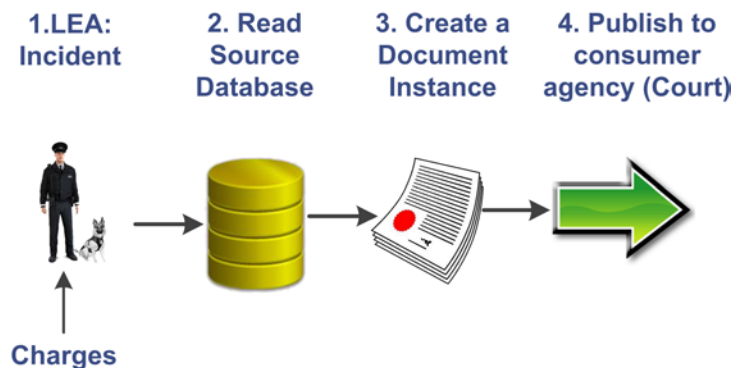 1.LEA:
Incident
2. Read
Source
Database
3. Create a
Document
Instance
4. Publish to
consumer
agency (Court)
Charges